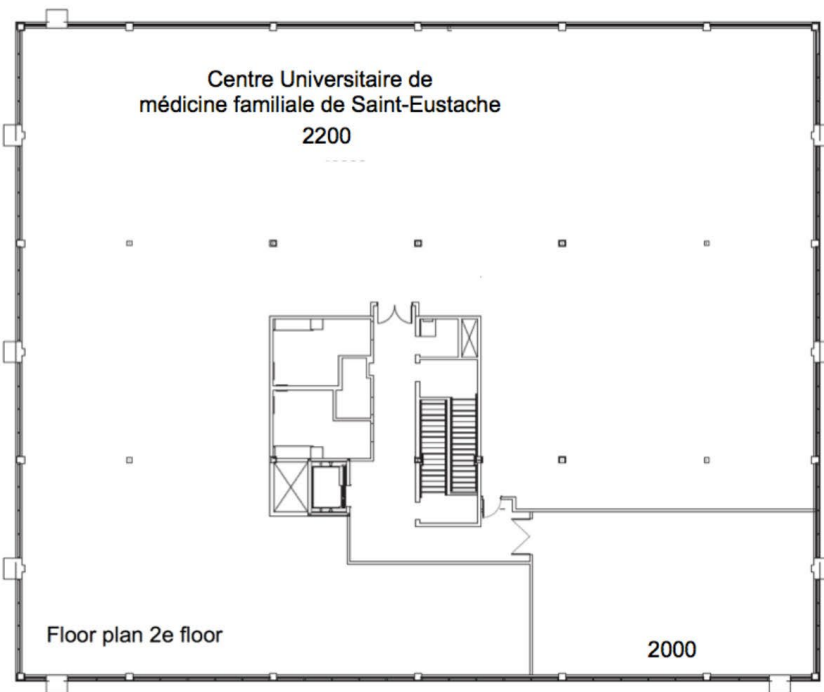 Centre Universitaire de
médicine familiale de Saint-Eustache
2200
Floor plan 2e floor
2000